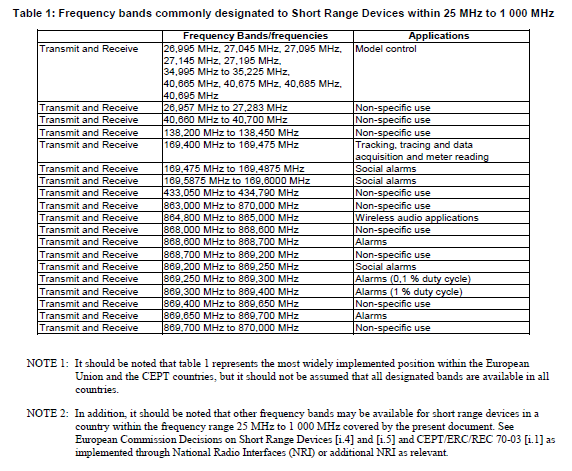 Table 1: Frequency bands commonly designated to Short Range Devices within 25 MHz to 1 000 MHz
Frequency Bands/frequencies Applications
Transmit and Receive 26,995 MHz, 27,045 MHz, 27,095 MHz, Model control
27,145 MHz, 27,195 MHz,
34,995 MHz to 35,225 MHz,
40,665 MHz, 40,675 MHz, 40,685 MHz,
40,695 MHz
Transmit and Receive 26,957 MHz to 27,283 MHz Non-specific use
Transmit and Receive 40,660 MHz to 40,700 MHz Non-specific use
Transmit and Receive 138,200 MHz to 138,450 MHz Non-specific use
Transmit and Receive 169,400 MHz to 169,475 MHz Tracking, tracing and data
acquisition and meter reading
Transmit and Receive 169,475 MHz to 169,4875 MHz Social alarms
Transmit and Receive 169,5875 MHz to 169,6000 MHz Social alarms
Transmit and Receive 433,050 MHz to 434,790 MHz Non-specific use
Transmit and Receive 863,000 MHz to 870,000 MHz Non-specific use
Transmit and Receive 864,800 MHz to 865,000 MHz Wireless audio applications
Transmit and Receive 868,000 MHz to 868,600 MHz Non-specific use
Transmit and Receive 868,600 MHz to 868,700 MHz Alarms
Transmit and Receive 868,700 MHz to 869,200 MHz Non-specific use
Transmit and Receive 869,200 MHz to 869,250 MHz Social alarms
Transmit and Receive 869,250 MHz to 869,300 MHz Alarms (0,1 % duty cycle)
Transmit and Receive 869,300 MHz to 869,400 MHz Alarms (1 % duty cycle)
Transmit and Receive 869,400 MHz to 869,650 MHz Non-specific use
Transmit and Receive 869,650 MHz to 869,700 MHz Alarms
Transmit and Receive 869,700 MHz to 870,000 MHz Non-specific use
NOTE 1: It should be noted that table 1 represents the most widely implemented position within the European
Union and the CEPT countries, but it should not be assumed that all designated bands are available in all
countries.
NOTE 2: In addition, it should be noted that other frequency bands may be available for short range devices in a
country within the frequency range 25 MHz to 1 000 MHz covered by the present document. See
European Commission Decisions on Short Range Devices [i.4] and [i.5] and CEPT/ERC/REC 70-03 [i.1] as
implemented through National Radio Interfaces (NRI) or additional NRI as relevant.